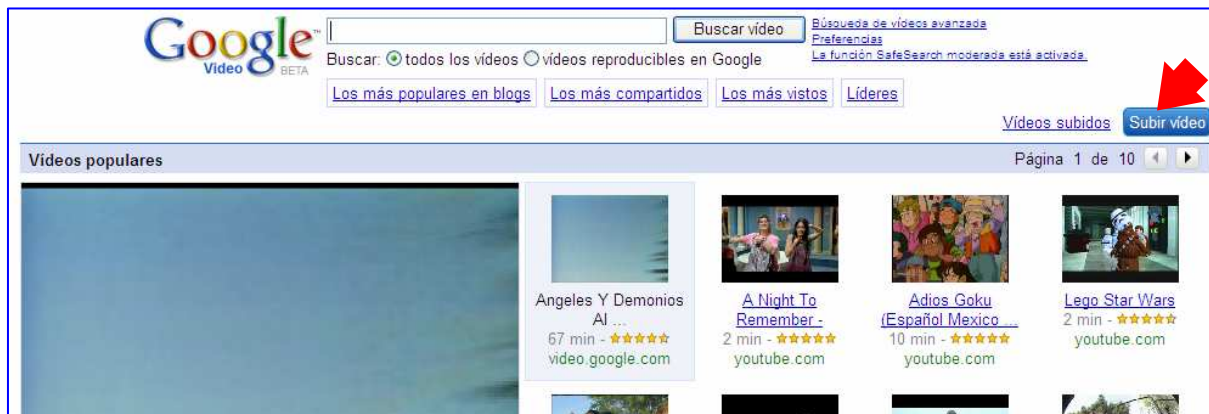 Google™
Video BETA
Buscar vídeo
Búsqueda de vídeos avanzada
Preferencias
La función SafeSearch moderada está activada.
Buscar: todos los vídeos vídeos reproducibles en Google
Los más populares en blogs Los más compartidos Los más vistos Líderes
Vídeos subidos Subir vídeo
Vídeos populares Página 1 de 10
Angeles Y Demonios
Al ...
67 min -
video.google.com
A Night To
Remember -
2 min -
youtube.com
Adios Goku
(Español Mexico ...
10 min -
youtube.com
Lego Star Wars
2 min -
youtube.com